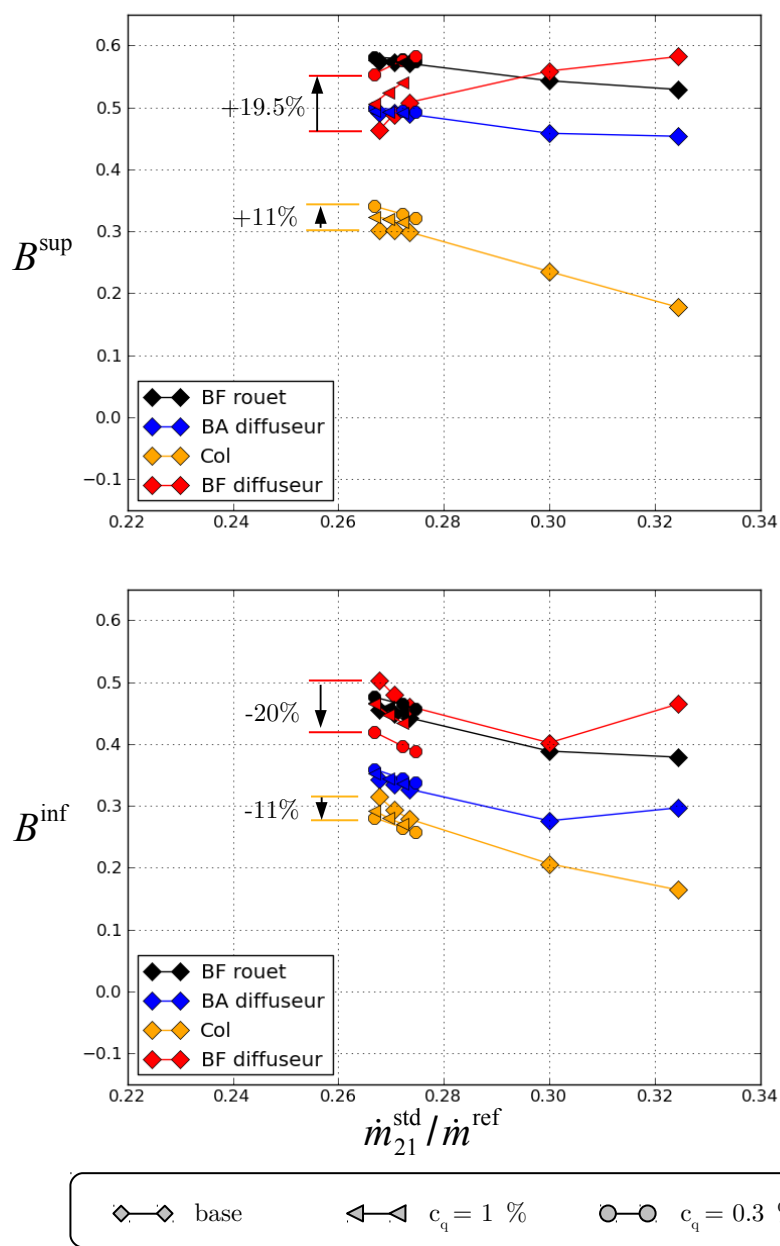 0.6
0.5
+19.5%
0.4
0.3
+11%
B^sup
0.2
0.1
0.0
−0.1
BF rouet
BA diffuseur
Col
BF diffuseur
0.22 0.24 0.26 0.28 0.30 0.32 0.34
0.6
0.5
-20%
0.4
0.3
-11%
B^inf
0.2
0.1
0.0
−0.1
BF rouet
BA diffuseur
Col
BF diffuseur
0.22 0.24 0.26 0.28 0.30 0.32 0.34
ṁ_21^std / ṁ^ref
base c_q = 1 % c_q = 0.3